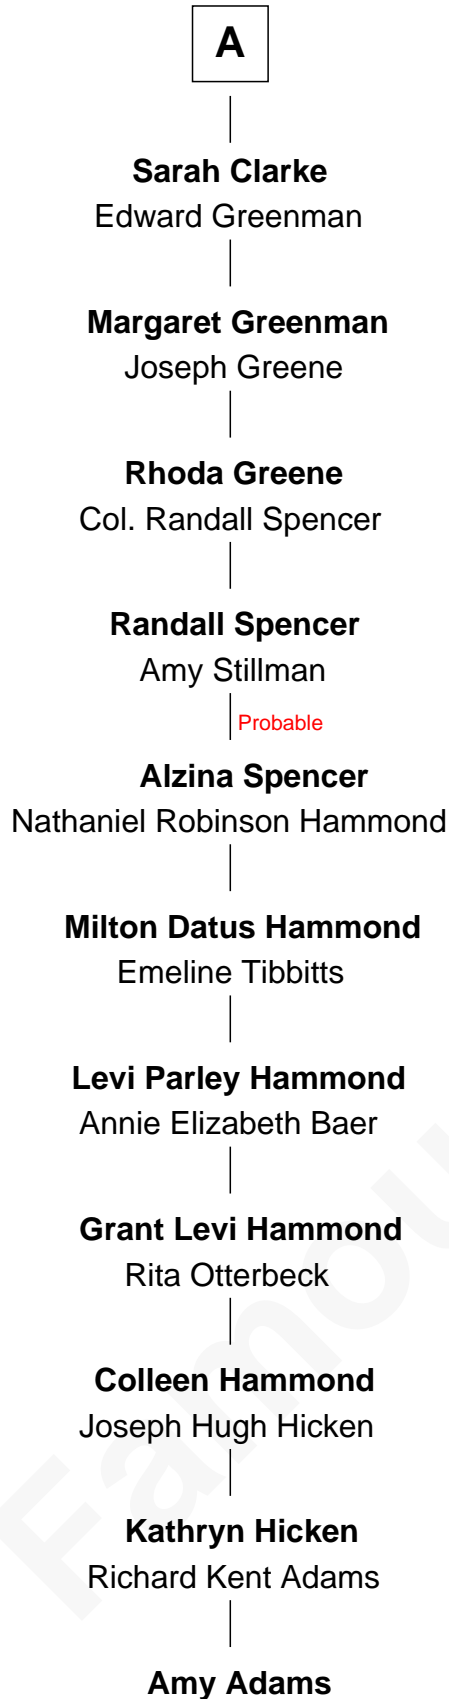 A
Sarah Clarke
Edward Greenman
Margaret Greenman
Joseph Greene
Rhoda Greene
Col. Randall Spencer
Randall Spencer
Amy Stillman
Probable
Alzina Spencer
Nathaniel Robinson Hammond
Milton Datus Hammond
Emeline Tibbitts
Levi Parley Hammond
Annie Elizabeth Baer
Grant Levi Hammond
Rita Otterbeck
Colleen Hammond
Joseph Hugh Hicken
Kathryn Hicken
Richard Kent Adams
Amy Adams
Famou